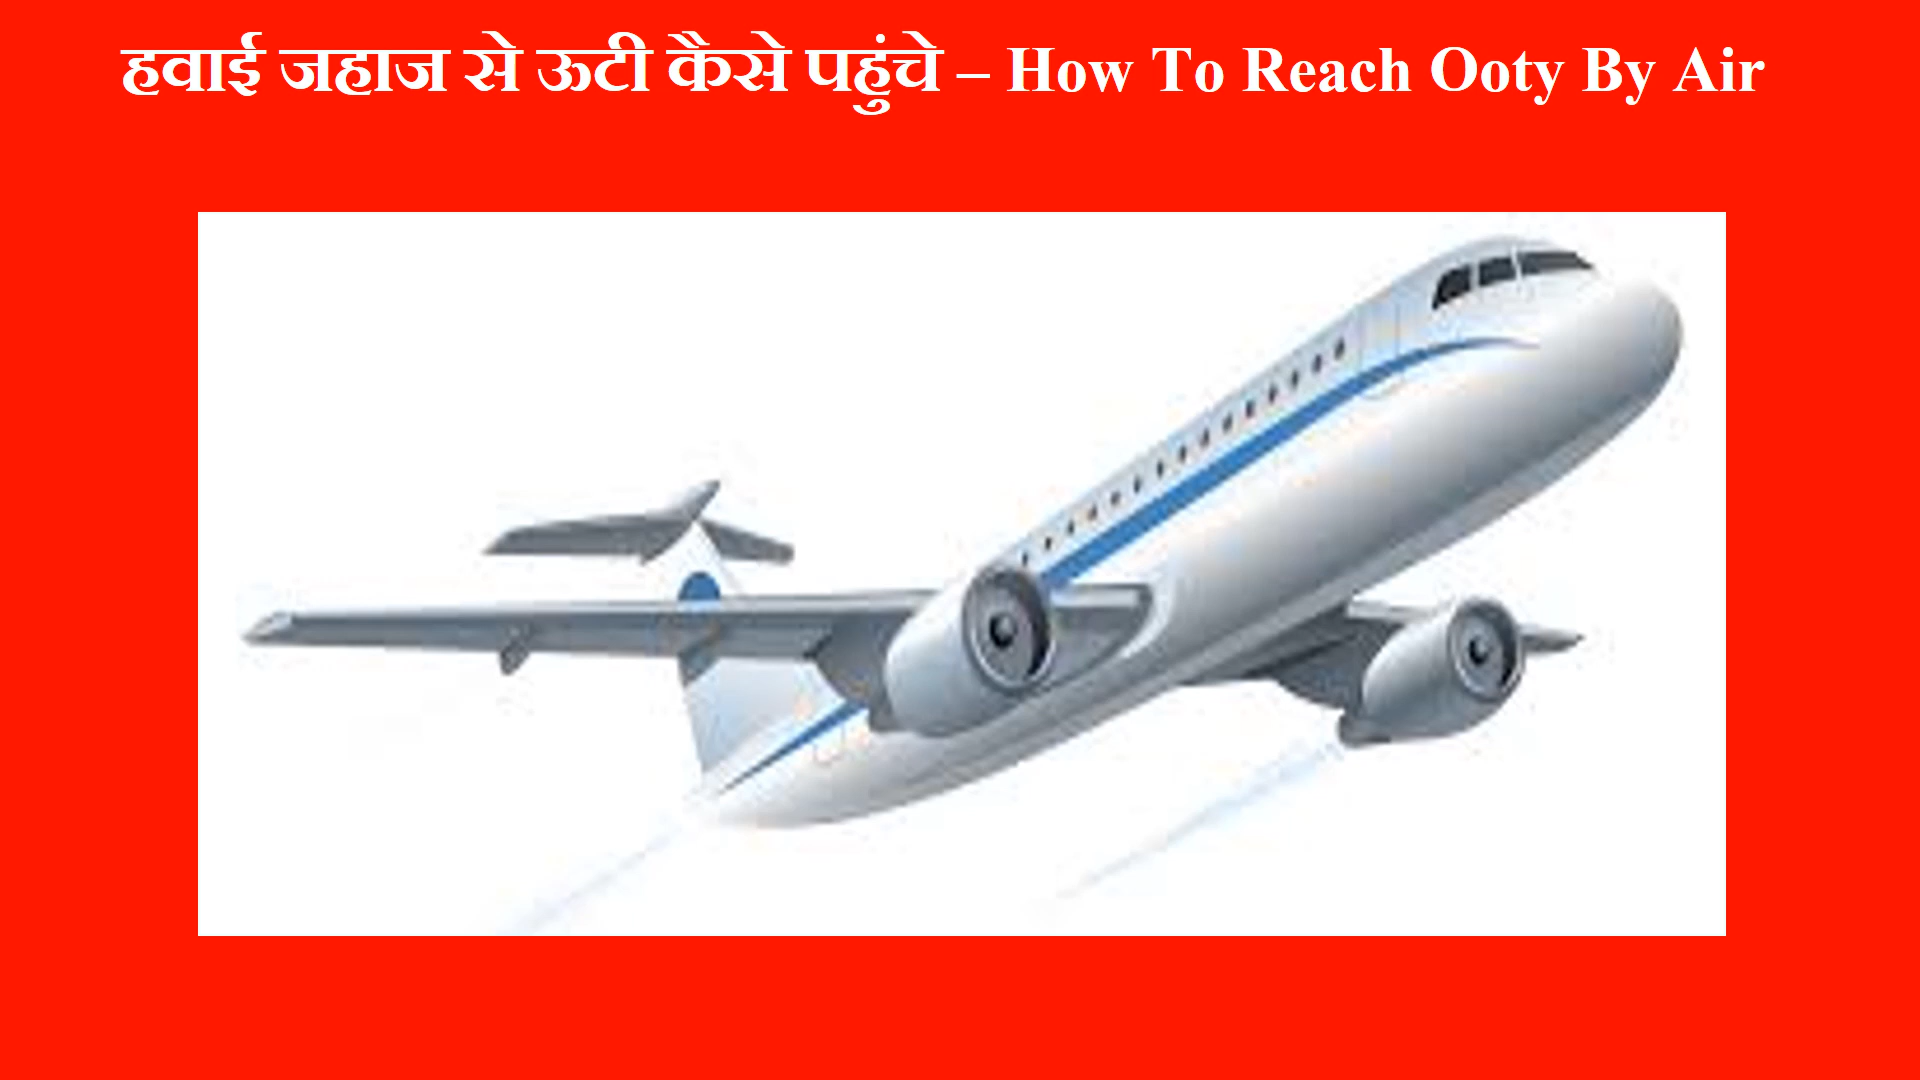 हवाई जहाज से ऊटी कैसे पहुंचे – How To Reach Ooty By Air